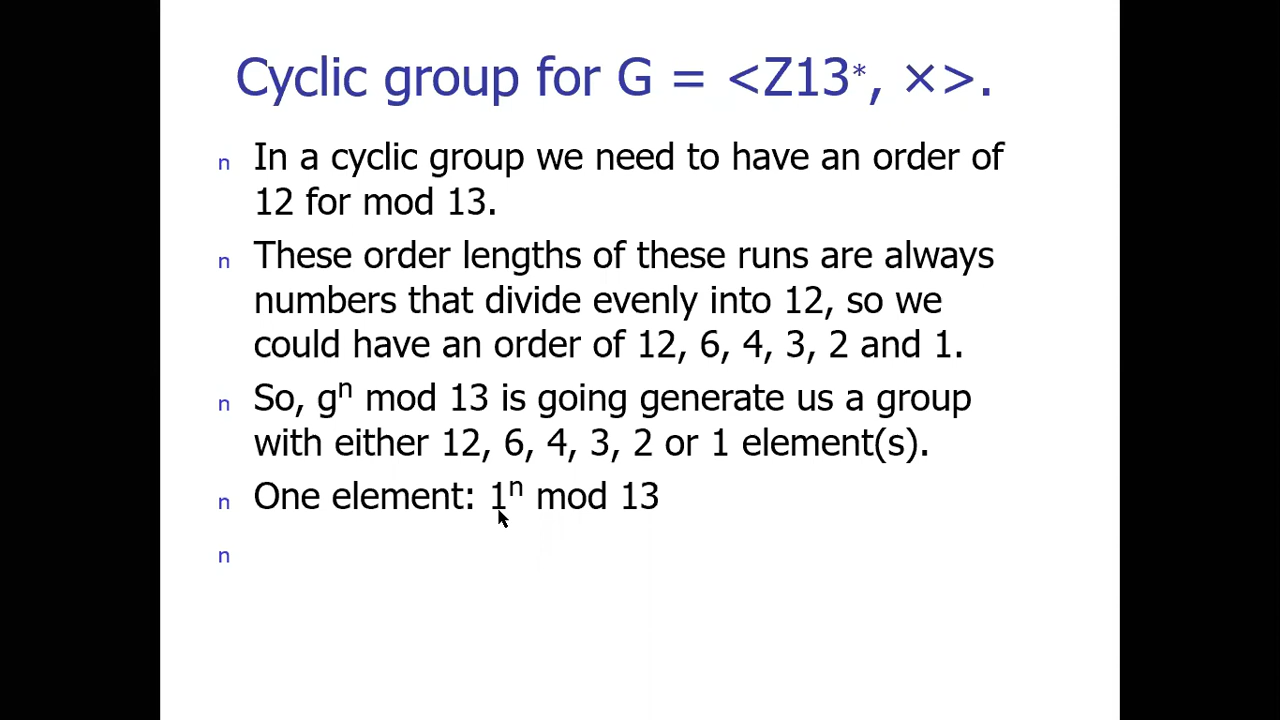 Cyclic group for G = <Z13*, ×>.
n In a cyclic group we need to have an order of
12 for mod 13.
n These order lengths of these runs are always
numbers that divide evenly into 12, so we
could have an order of 12, 6, 4, 3, 2 and 1.
n So, gⁿ mod 13 is going generate us a group
with either 12, 6, 4, 3, 2 or 1 element(s).
n One element: 1ⁿ mod 13
n